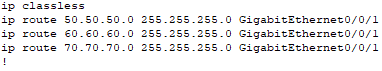 ip classless
ip route 50.50.50.0 255.255.255.0 GigabitEthernet0/0/1
ip route 60.60.60.0 255.255.255.0 GigabitEthernet0/0/1
ip route 70.70.70.0 255.255.255.0 GigabitEthernet0/0/1
!